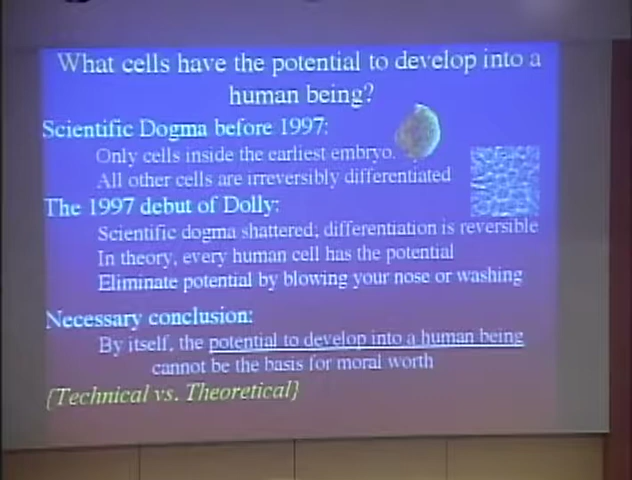 What cells have the potential to develop into a
human being?
Scientific Dogma before 1997:
Only cells inside the earliest embryo.
All other cells are irreversibly differentiated
The 1997 debut of Dolly:
Scientific dogma shattered; differentiation is reversible
In theory, every human cell has the potential
Eliminate potential by blowing your nose or washing
Necessary conclusion:
By itself, the potential to develop into a human being
cannot be the basis for moral worth
{Technical vs. Theoretical}